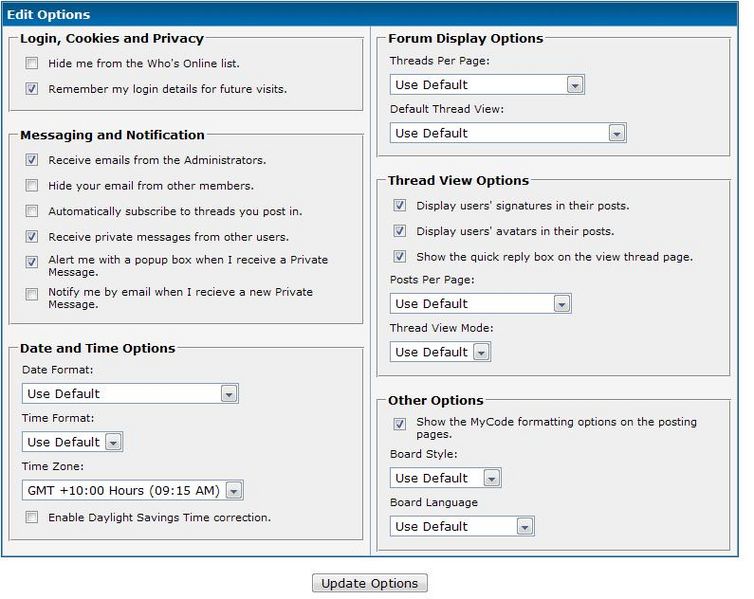 Edit Options
Login, Cookies and Privacy
Hide me from the Who's Online list.
Remember my login details for future visits.
Messaging and Notification
Receive emails from the Administrators.
Hide your email from other members.
Automatically subscribe to threads you post in.
Receive private messages from other users.
Alert me with a popup box when I receive a Private
Message.
Notify me by email when I recieve a new Private
Message.
Date and Time Options
Date Format:
Use Default
Time Format:
Use Default
Time Zone:
GMT +10:00 Hours (09:15 AM)
Enable Daylight Savings Time correction.
Forum Display Options
Threads Per Page:
Use Default
Default Thread View:
Use Default
Thread View Options
Display users' signatures in their posts.
Display users' avatars in their posts.
Show the quick reply box on the view thread page.
Posts Per Page:
Use Default
Thread View Mode:
Use Default
Other Options
Show the MyCode formatting options on the posting
pages.
Board Style:
Use Default
Board Language
Use Default
Update Options